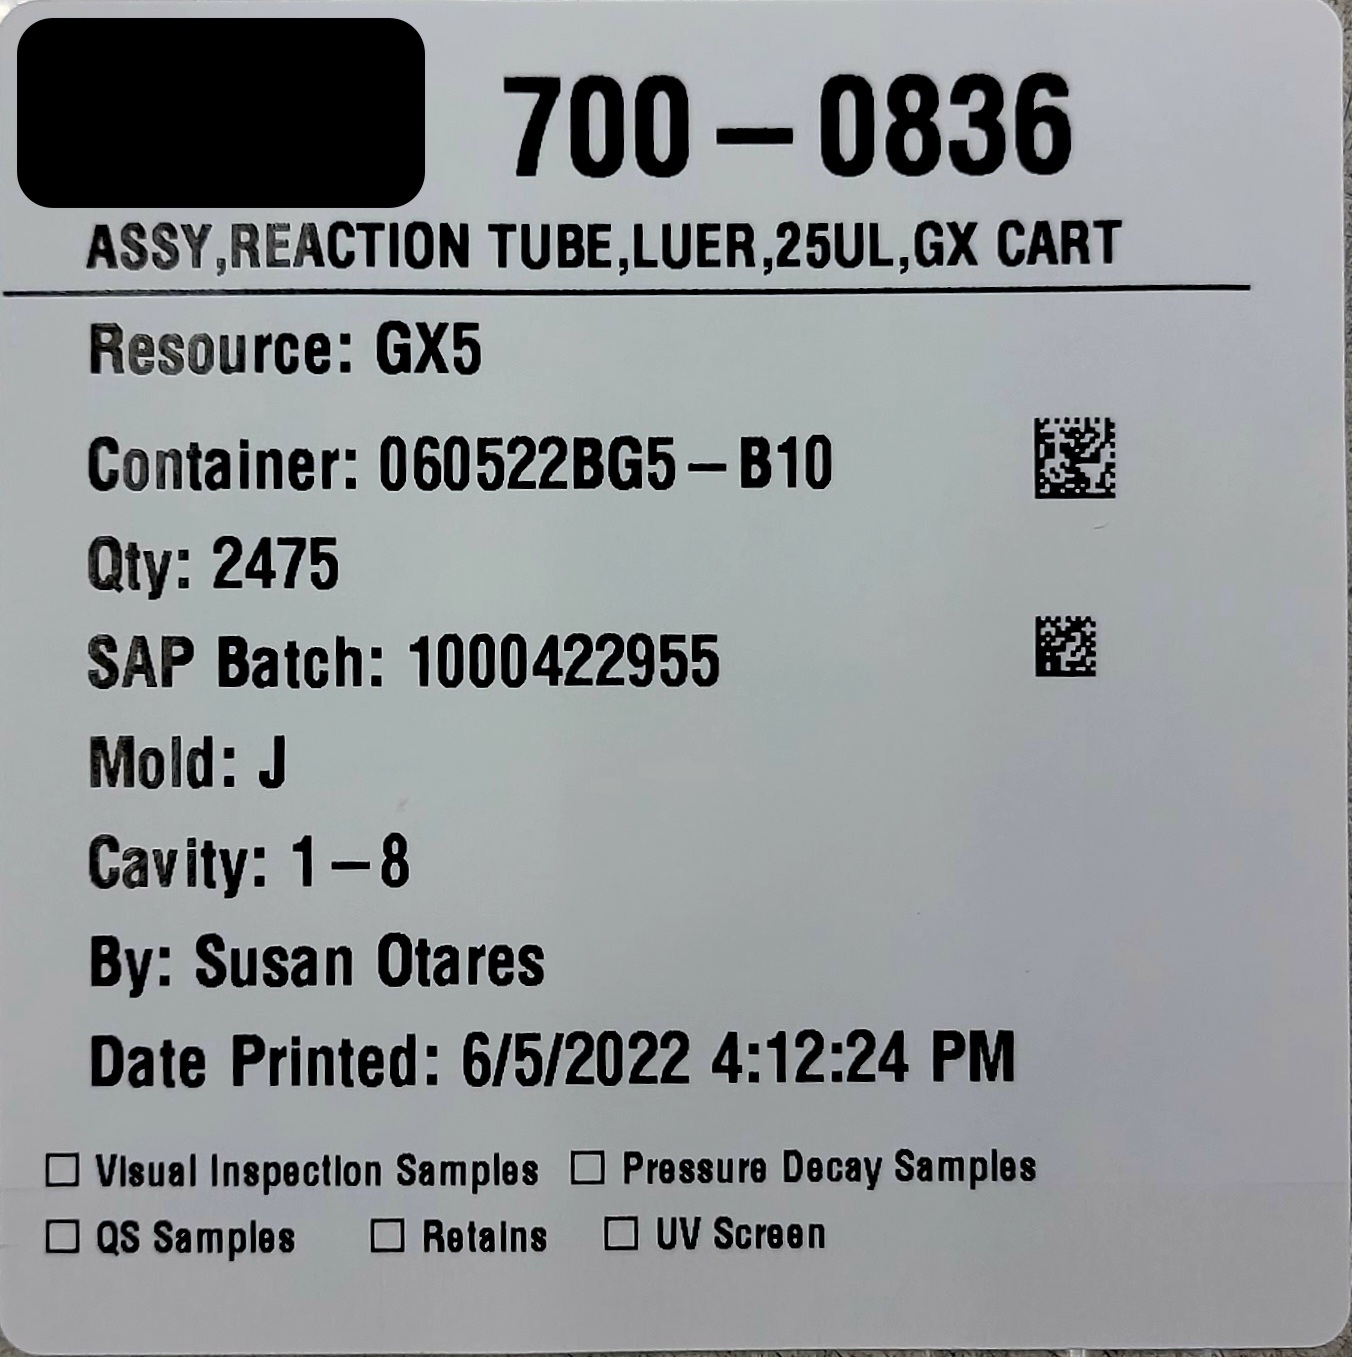 700-0836
ASSY,REACTION TUBE,LUER,25UL,GX CART
Resource: GX5
Container: 060522BG5-B10
Qty: 2475
SAP Batch: 1000422955
Mold: J
Cavity: 1-8
By: Susan Otares
Date Printed: 6/5/2022 4:12:24 PM
☐ Visual Inspection Samples ☐ Pressure Decay Samples
☐ QS Samples ☐ Retains ☐ UV Screen